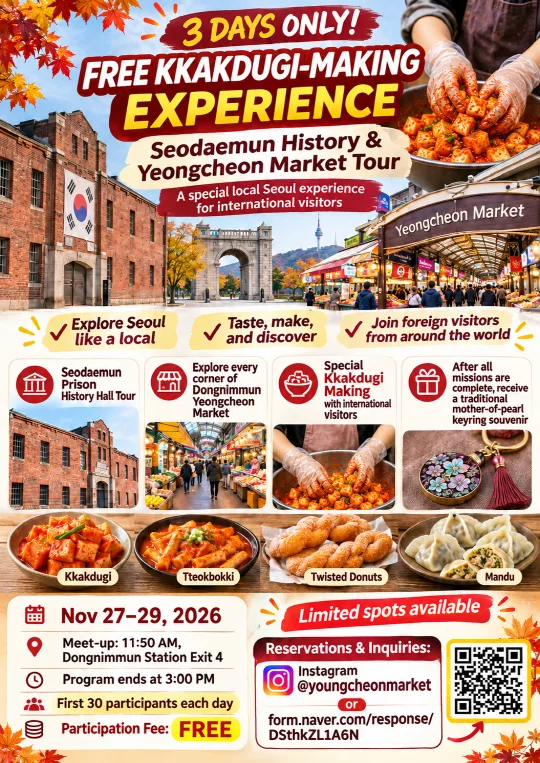 3 DAYS ONLY!
FREE KKAKDUGI-MAKING
EXPERIENCE
Seodaemun History &
Yeongcheon Market Tour
A special local Seoul experience
for international visitors
Yeongcheon Market
Explore Seoul
like a local
Taste, make,
and discover
Join foreign visitors
from around the world
Seodaemun
Prison
History Hall Tour
Explore every
corner of
Dongnimmun
Yeongcheon
Market
Special
Kkakdugi
Making
with international
visitors
After all
missions are
complete, receive
a traditional
mother-of-pearl
keyring souvenir
Kkakdugi
Tteokbokki
Twisted Donuts
Mandu
Nov 27–29, 2026
Meet-up: 11:50 AM,
Dongnimmun Station Exit 4
Program ends at 3:00 PM
First 30 participants each day
Participation Fee: FREE
Limited spots available
Reservations & Inquiries:
Instagram
@youngcheonmarket
or
form.naver.com/response/
DSthkZL1A6N